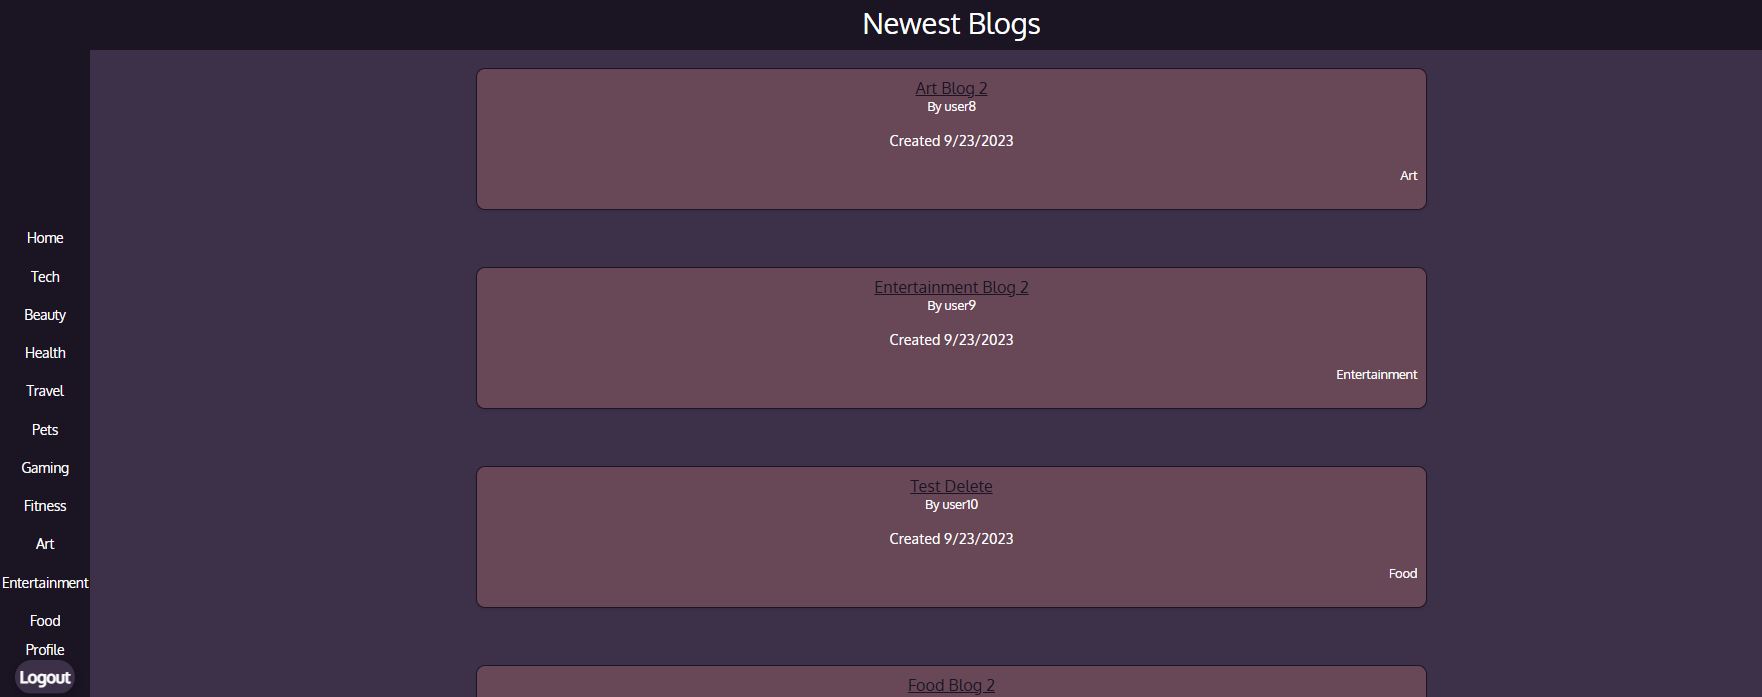 Newest Blogs
Home
Tech
Beauty
Health
Travel
Pets
Gaming
Fitness
Art
Entertainment
Food
Profile
Logout
Art Blog 2
By user8
Created 9/23/2023
Art
Entertainment Blog 2
By user9
Created 9/23/2023
Entertainment
Test Delete
By user10
Created 9/23/2023
Food
Food Blog 2